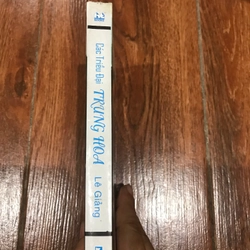 Các Triều Đại TRUNG HOA Lê Giảng